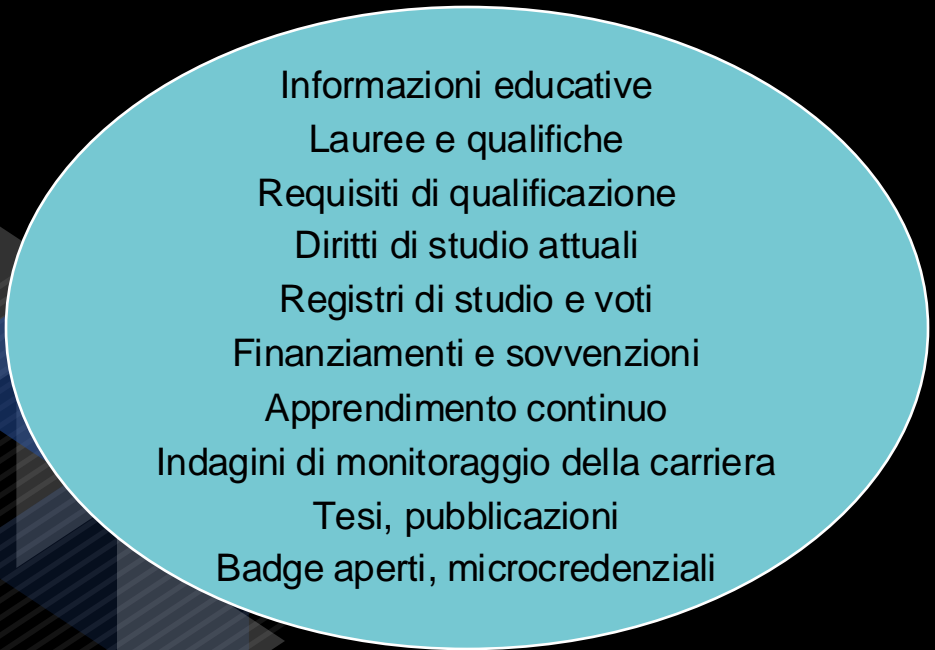 Informazioni educative
Lauree e qualifiche
Requisiti di qualificazione
Diritti di studio attuali
Registri di studio e voti
Finanziamenti e sovvenzioni
Apprendimento continuo
Indagini di monitoraggio della carriera
Tesi, pubblicazioni
Badge aperti, microcredenziali